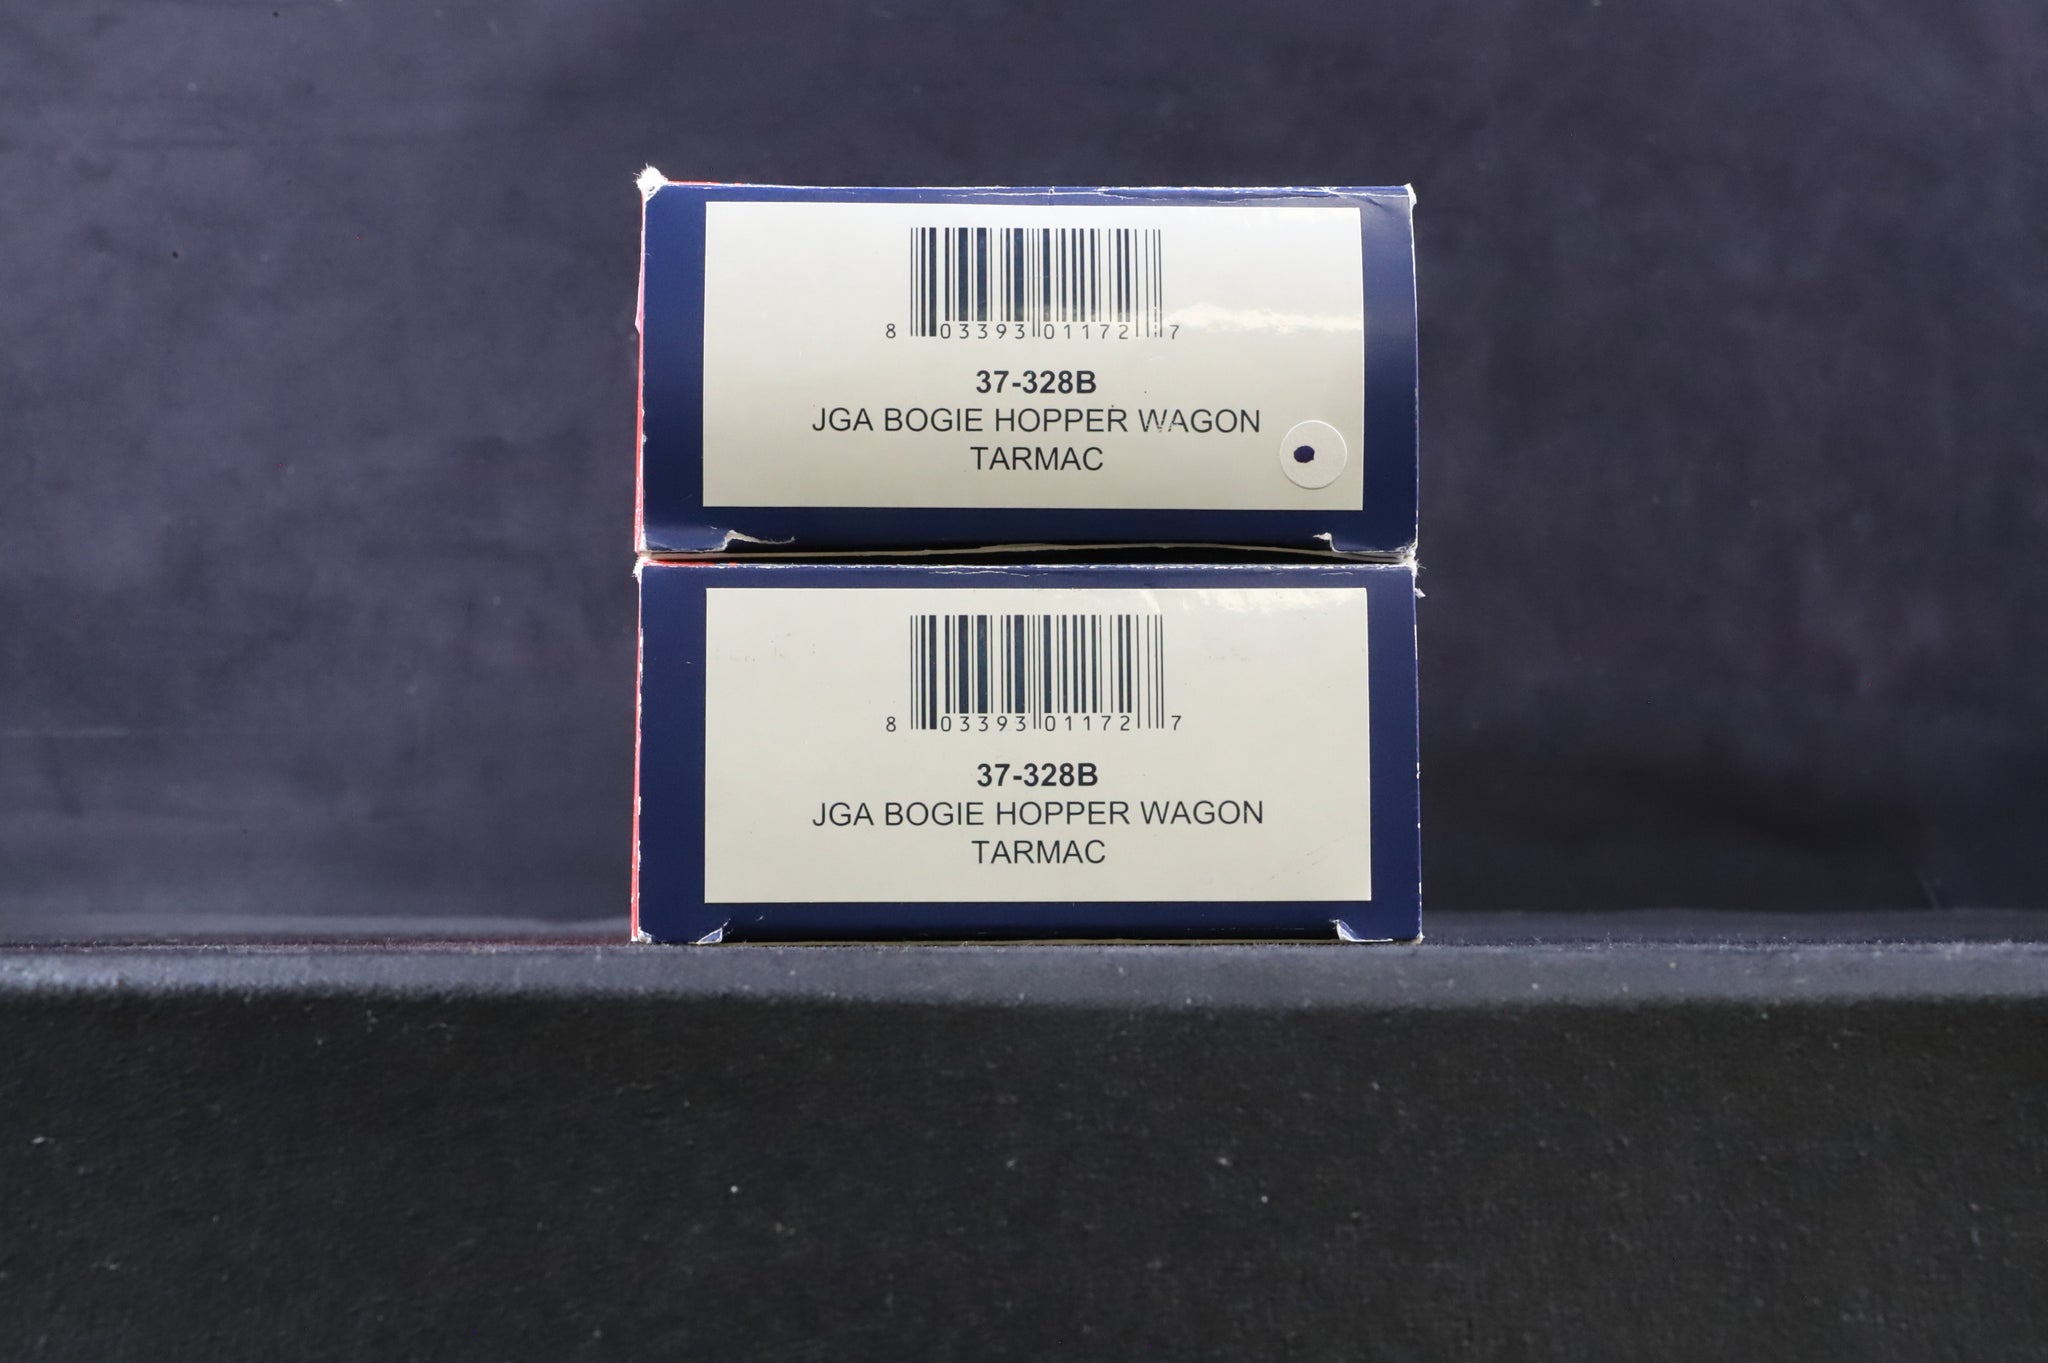 8 03393 01172 7
37-328B
JGA BOGIE HOPPER WAGON
TARMAC
8 03393 01172 7
37-328B
JGA BOGIE HOPPER WAGON
TARMAC